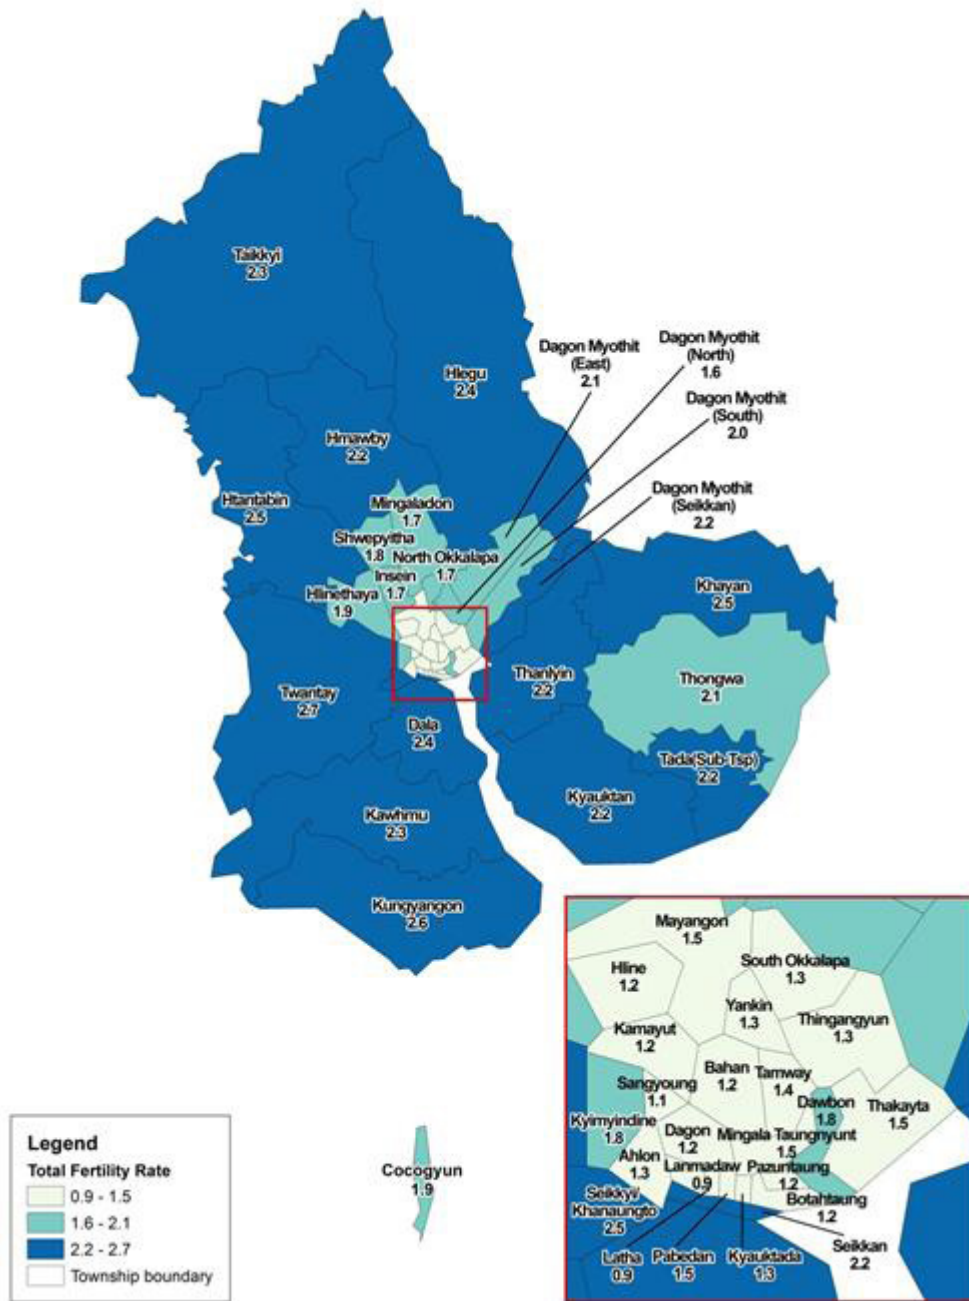 Taikkyi
2.3
Hlegu
2.4
Dagon Myothit
(East)
2.1
Dagon Myothit
(North)
1.6
Dagon Myothit
(South)
2.0
Dagon Myothit
(Seikkan)
2.2
Hmawby
2.2
Htantabin
2.5
Mingaladon
1.7
Shwepyitha
1.8
North Okkalapa
1.7
Insein
1.7
Hlinethaya
1.9
Khayan
2.5
Thongwa
2.1
Thanlyin
2.2
Twantay
2.7
Dala
2.4
Tada(Sub-Tsp)
2.2
Kyauktan
2.2
Kawhmu
2.3
Kungyangon
2.6
Mayangon
1.5
South Okkalapa
1.3
Hline
1.2
Yankin
1.3
Thingangyun
1.3
Kamayut
1.2
Bahan
1.2
Tamway
1.4
Sangyoung
1.1
Dawbon
1.8
Thakayta
1.5
Kyimyindine
1.8
Dagon
1.2
Mingala Taungnyunt
1.5
Ahlon
1.3
Lanmadaw
0.9
Pazuntaung
1.2
Seikkyi/
Khanaungto
2.5
Botahtaung
1.2
Latha
0.9
Pabedan
1.5
Kyauktada
1.3
Seikkan
2.2
Cocogyun
1.9
Legend
Total Fertility Rate
0.9 - 1.5
1.6 - 2.1
2.2 - 2.7
Township boundary